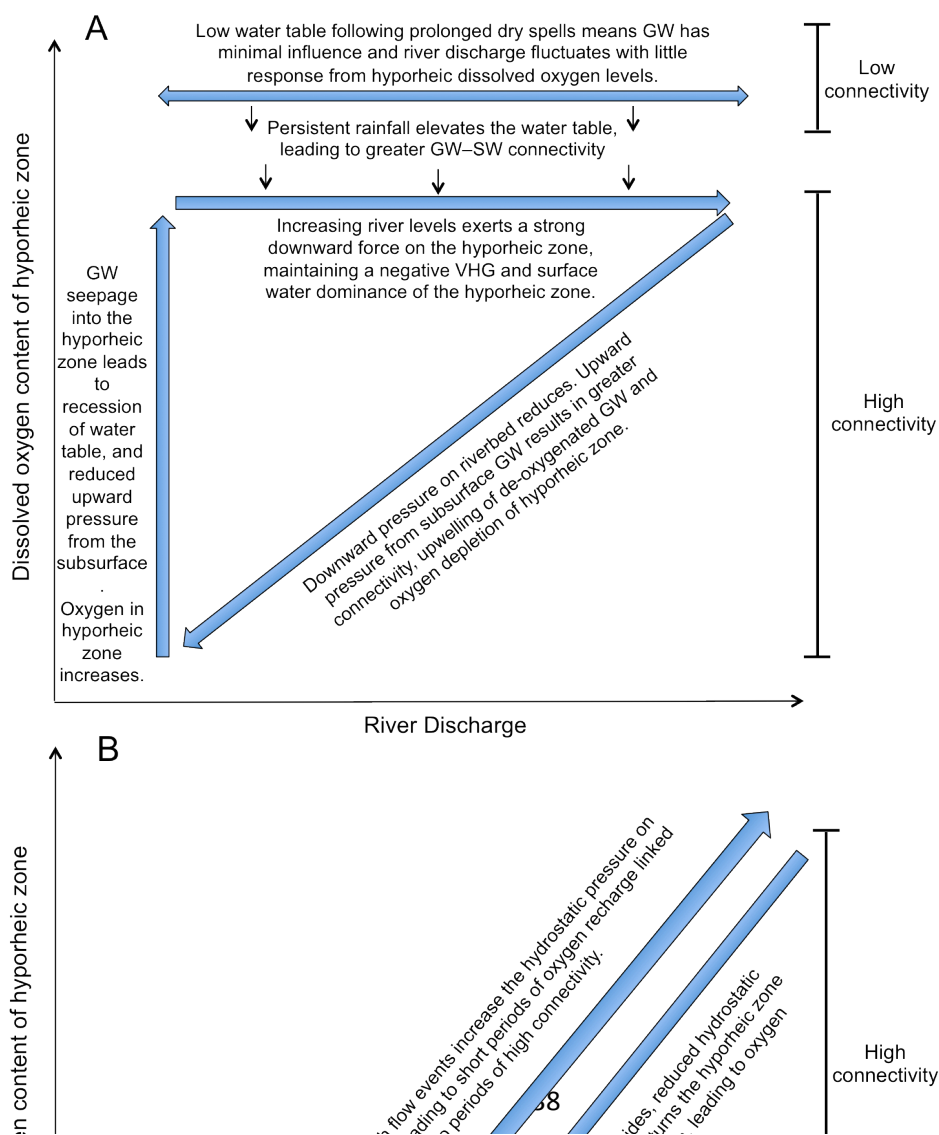 A
Low water table following prolonged dry spells means GW has
minimal influence and river discharge fluctuates with little
response from hyporheic dissolved oxygen levels.
Low
connectivity
Persistent rainfall elevates the water table,
leading to greater GW–SW connectivity
Increasing river levels exerts a strong
downward force on the hyporheic zone,
maintaining a negative VHG and surface
water dominance of the hyporheic zone.
Dissolved oxygen content of hyporheic zone
GW
seepage
into the
hyporheic
zone leads
to
recession
of water
table, and
reduced
upward
pressure
from the
subsurface
.
Oxygen in
hyporheic
zone
increases.
Downward pressure on riverbed reduces. Upward
pressure from subsurface GW results in greater
connectivity, upwelling of de-oxygenated GW and
oxygen depletion of hyporheic zone.
High
connectivity
River Discharge
B
content of hyporheic zone
flow events increase the hydrostatic pressure on
to short periods of oxygen recharge linked
periods of high connectivity.
reduced hydrostatic
the hyporheic zone
leading to oxygen
High
connectivity